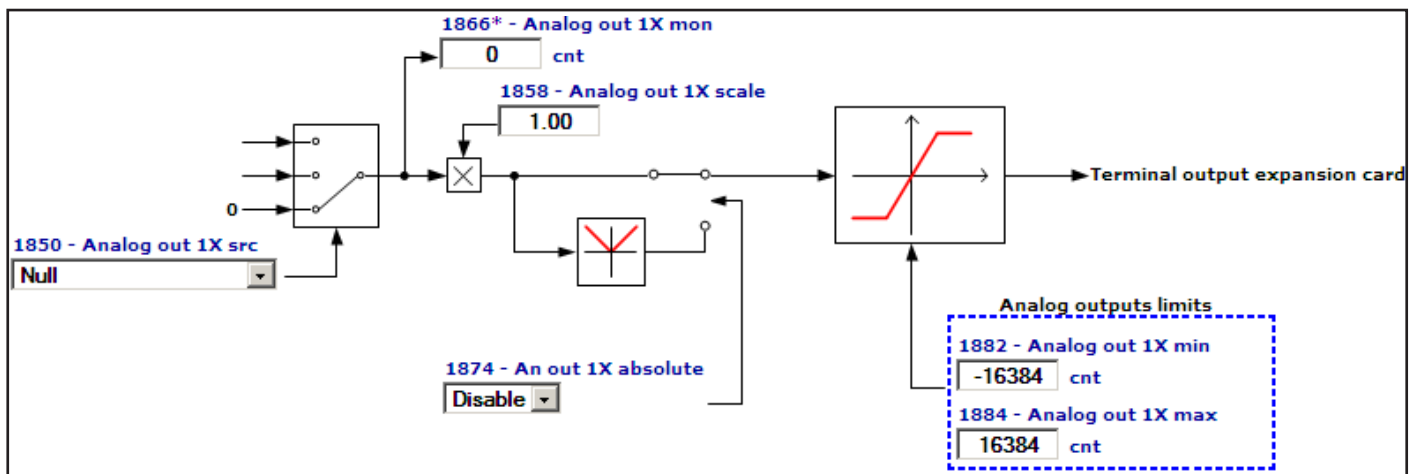 1866* - Analog out 1X mon
0 cnt
1858 - Analog out 1X scale
1.00
0
Terminal output expansion card
1850 - Analog out 1X src
Null
Analog outputs limits
1882 - Analog out 1X min
-16384 cnt
1874 - An out 1X absolute
Disable
1884 - Analog out 1X max
16384 cnt